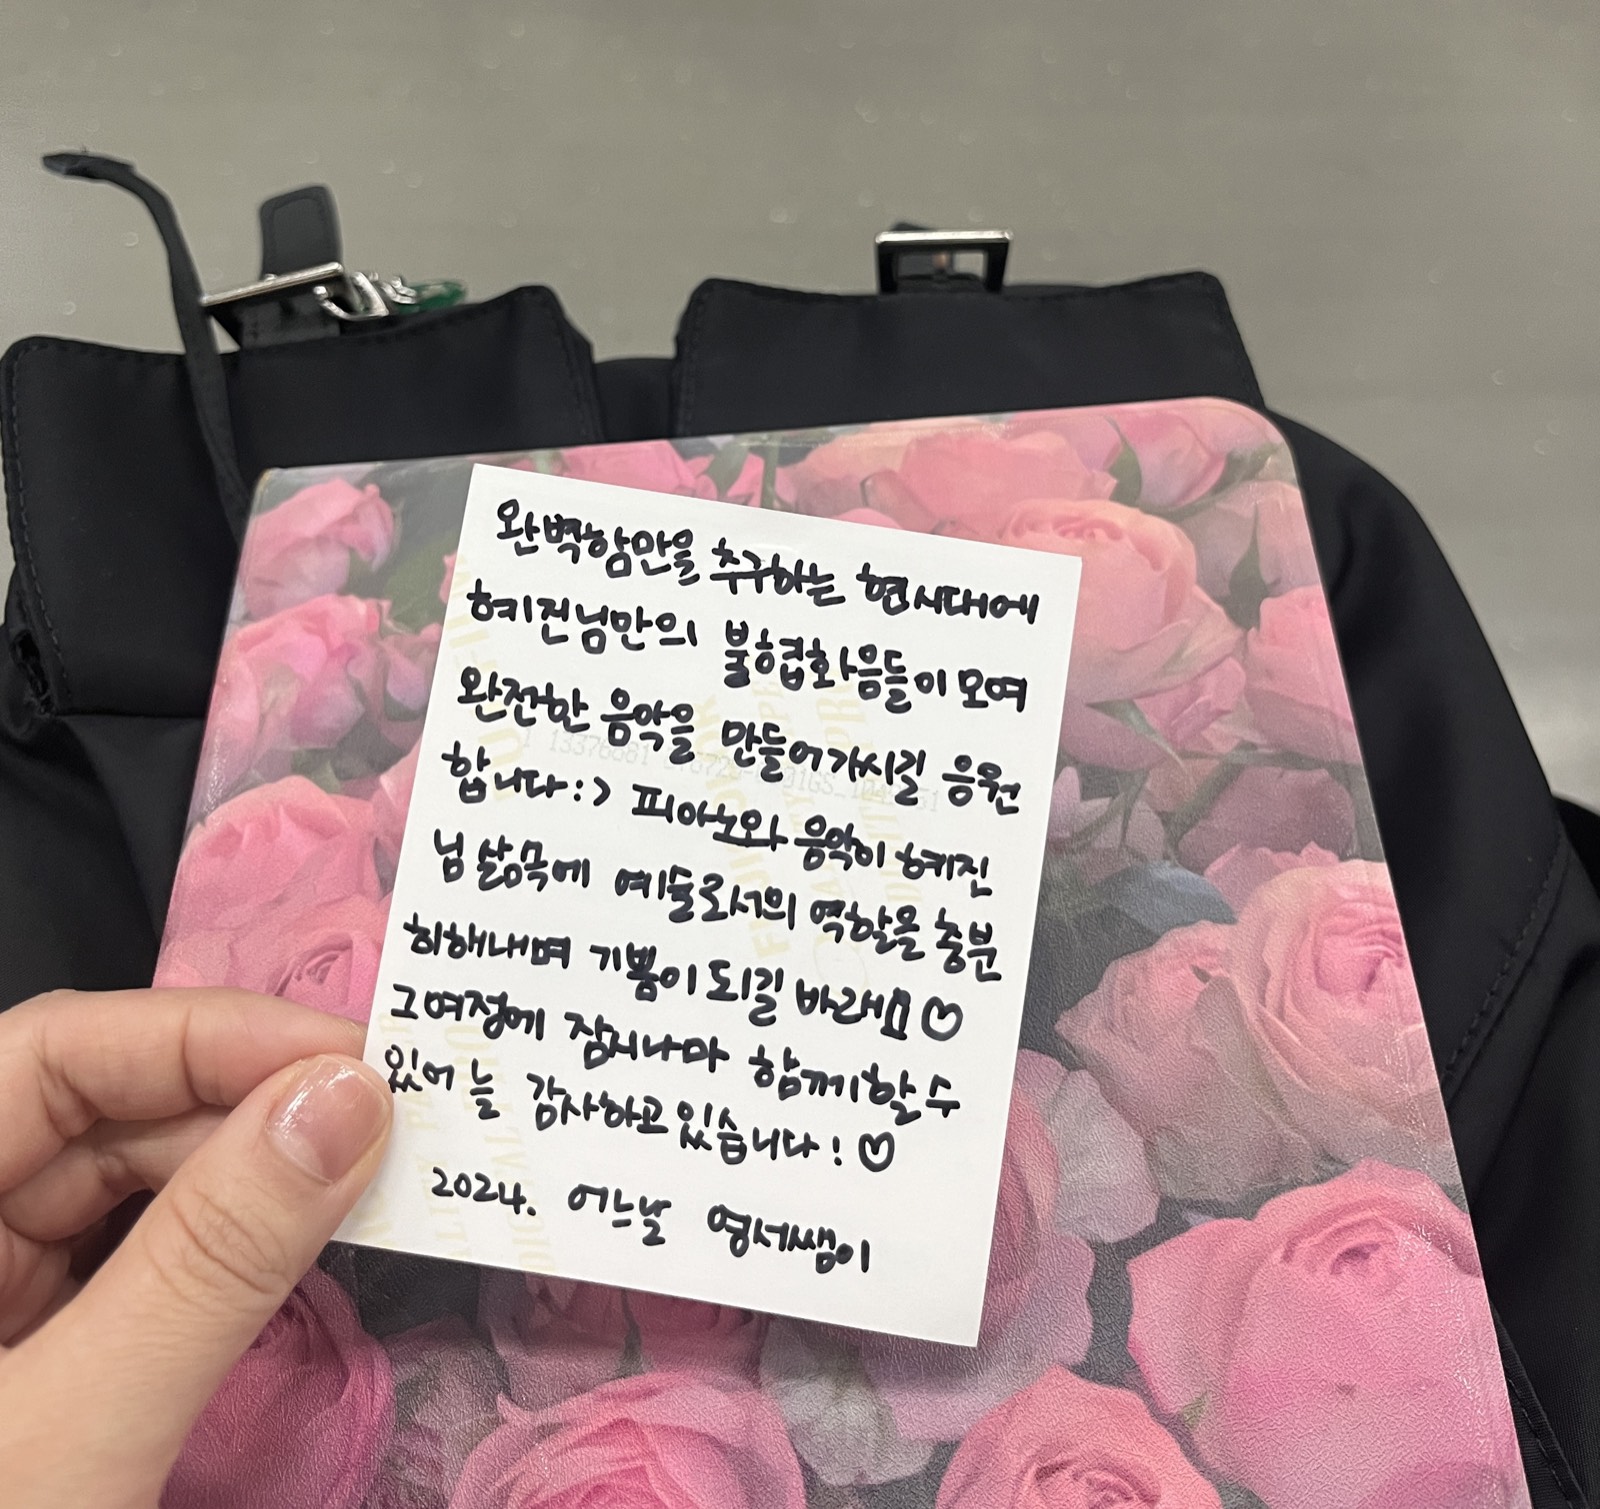 완벽함만을 추구하는 현시대에
혜진님만의 불협화음들이 모여
완전한 음악을 만들어가시길 응원
합니다:> 피아노와 음악이 혜진
님 삶속에 예술로서의 역할을 충분
히해내며 기쁨이 되길 바래요♡
그여정에 잠시나마 함께할수
있어 늘 감사하고있습니다!♡
2024. 어느날 영서쌤이